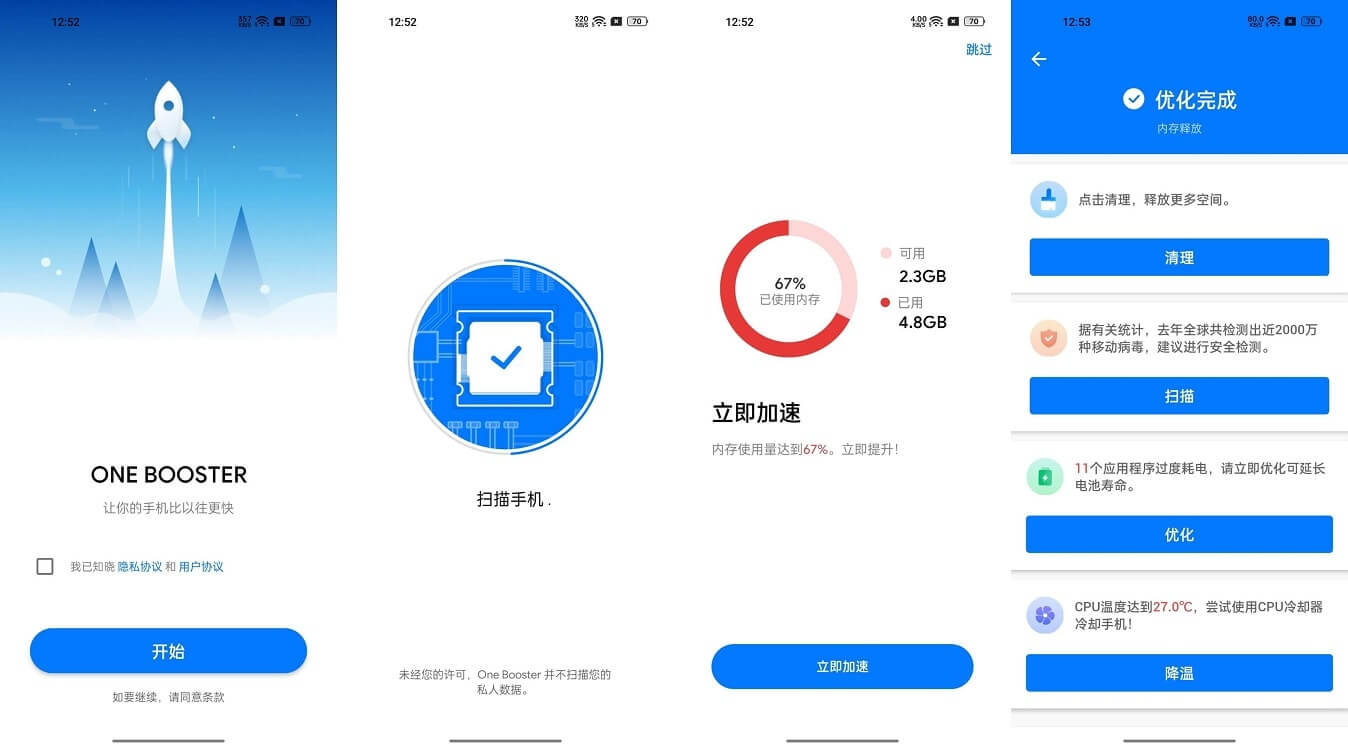 12:52
357 KB/S
70
ONE BOOSTER
让你的手机比以往更快
我已知晓 隐私协议 和 用户协议
开始
如要继续，请同意条款
12:52
320 KB/S
70
扫描手机 .
未经您的许可，One Booster 并不扫描您的
私人数据。
12:52
4.00 KB/S
70
跳过
67%
已使用内存
可用
2.3GB
已用
4.8GB
立即加速
内存使用量达到67%。立即提升！
立即加速
12:53
80.0 KB/S
70
优化完成
内存释放
点击清理，释放更多空间。
清理
据有关统计，去年全球共检测出近2000万
种移动病毒，建议进行安全检测。
扫描
11个应用程序过度耗电，请立即优化可延长
电池寿命。
优化
CPU温度达到27.0℃，尝试使用CPU冷却器
冷却手机！
降温